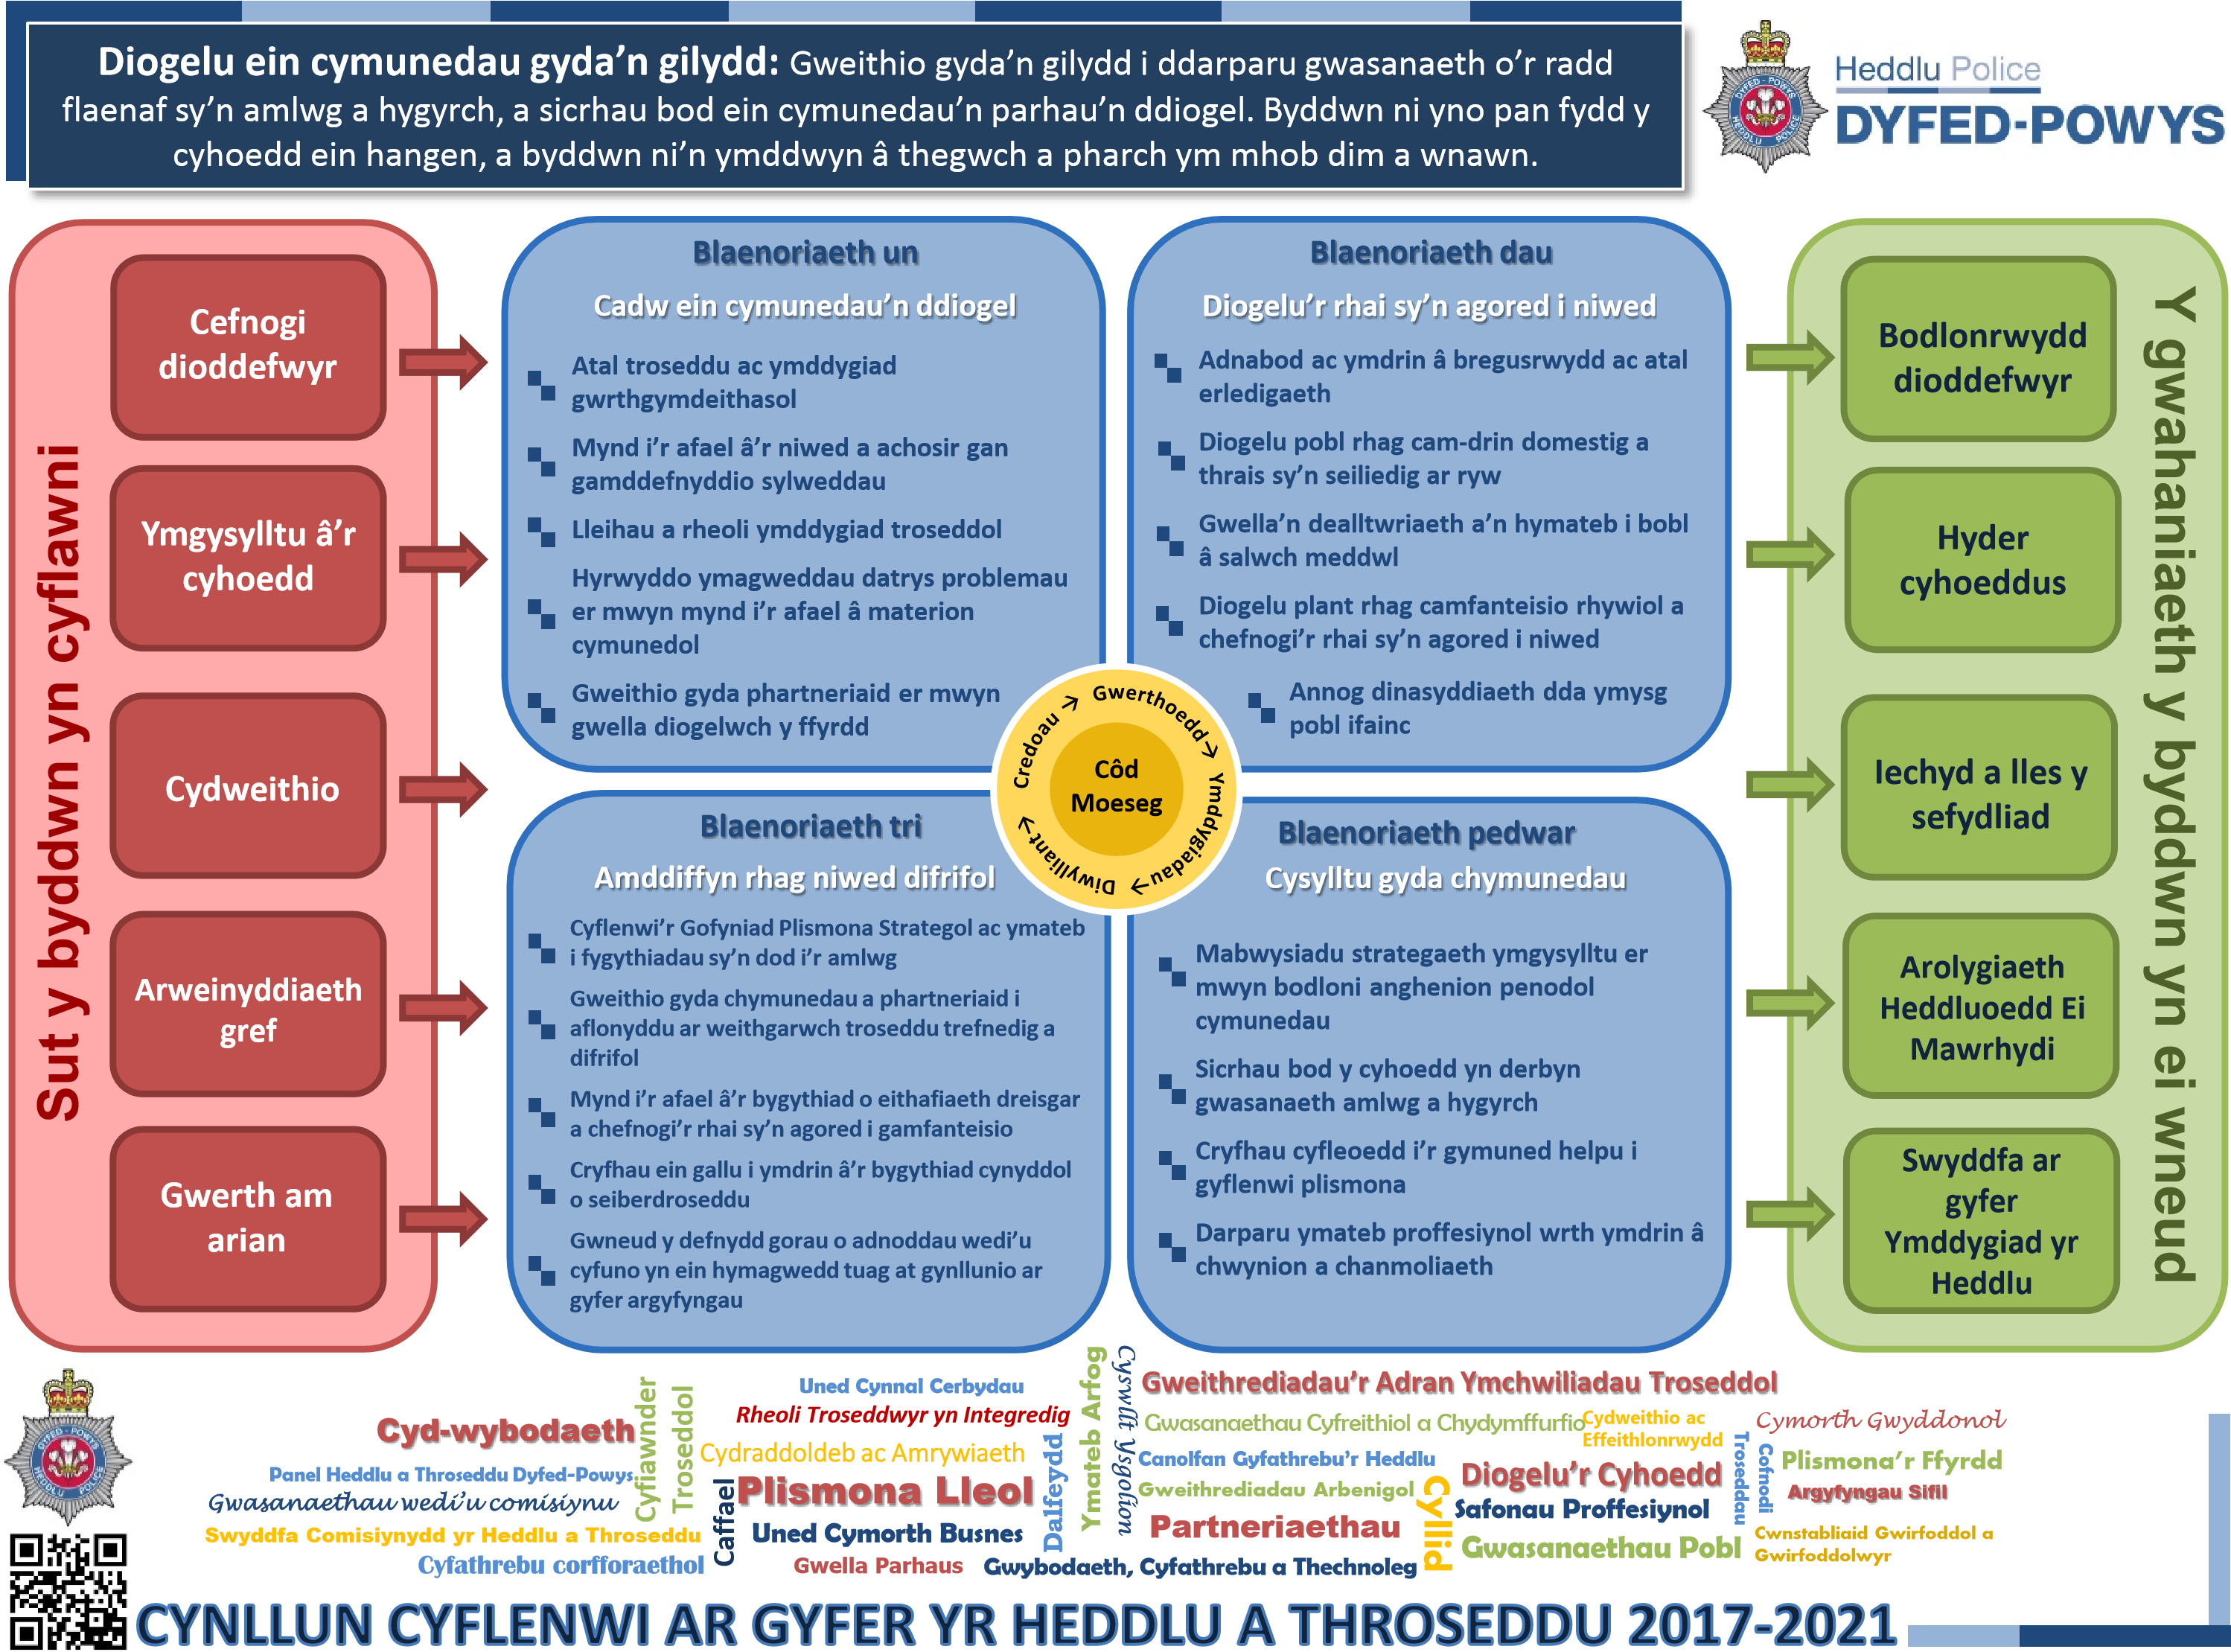 Diogelu ein cymunedau gyda’n gilydd: Gweithio gyda’n gilydd i ddarparu gwasanaeth o’r radd
flaenaf sy’n amlwg a hygyrch, a sicrhau bod ein cymunedau’n parhau’n ddiogel. Byddwn ni yno pan fydd y
cyhoedd ein hangen, a byddwn ni’n ymddwyn â thegwch a pharch ym mhob dim a wnawn.
DYFED-POWYS
HEDDLU POLICE
Heddlu Police
DYFED-POWYS
Sut y byddwn yn cyflawni
Cefnogi
dioddefwyr
Ymgysylltu â’r
cyhoedd
Cydweithio
Arweinyddiaeth
gref
Gwerth am
arian
Blaenoriaeth un
Cadw ein cymunedau’n ddiogel
Atal troseddu ac ymddygiad
gwrthgymdeithasol
Mynd i’r afael â’r niwed a achosir gan
gamddefnyddio sylweddau
Lleihau a rheoli ymddygiad troseddol
Hyrwyddo ymagweddau datrys problemau
er mwyn mynd i’r afael â materion
cymunedol
Gweithio gyda phartneriaid er mwyn
gwella diogelwch y ffyrdd
Blaenoriaeth dau
Diogelu’r rhai sy’n agored i niwed
Adnabod ac ymdrin â bregusrwydd ac atal
erledigaeth
Diogelu pobl rhag cam-drin domestig a
thrais sy’n seiliedig ar ryw
Gwella’n dealltwriaeth a’n hymateb i bobl
â salwch meddwl
Diogelu plant rhag camfanteisio rhywiol a
chefnogi’r rhai sy’n agored i niwed
Annog dinasyddiaeth dda ymysg
pobl ifainc
Côd
Moeseg
Credoau → Gwerthoedd → Ymddygiadau → Diwylliant →
Blaenoriaeth tri
Amddiffyn rhag niwed difrifol
Cyflenwi’r Gofyniad Plismona Strategol ac ymateb
i fygythiadau sy’n dod i’r amlwg
Gweithio gyda chymunedau a phartneriaid i
aflonyddu ar weithgarwch troseddu trefnedig a
difrifol
Mynd i’r afael â’r bygythiad o eithafiaeth dreisgar
a chefnogi’r rhai sy’n agored i gamfanteisio
Cryfhau ein gallu i ymdrin â’r bygythiad cynyddol
o seiberdroseddu
Gwneud y defnydd gorau o adnoddau wedi’u
cyfuno yn ein hymagwedd tuag at gynllunio ar
gyfer argyfyngau
Blaenoriaeth pedwar
Cysylltu gyda chymunedau
Mabwysiadu strategaeth ymgysylltu er
mwyn bodloni anghenion penodol
cymunedau
Sicrhau bod y cyhoedd yn derbyn
gwasanaeth amlwg a hygyrch
Cryfhau cyfleoedd i’r gymuned helpu i
gyflenwi plismona
Darparu ymateb proffesiynol wrth ymdrin â
chwynion a chanmoliaeth
Bodlonrwydd
dioddefwyr
Hyder
cyhoeddus
Iechyd a lles y
sefydliad
Arolygiaeth
Heddluoedd Ei
Mawrhydi
Swyddfa ar
gyfer
Ymddygiad yr
Heddlu
Y gwahaniaeth y byddwn yn ei wneud
DYFED-POWYS
HEDDLU POLICE
Cyd-wybodaeth
Panel Heddlu a Throseddu Dyfed-Powys
Gwasanaethau wedi’u comisiynu
Swyddfa Comisiynydd yr Heddlu a Throseddu
Cyfathrebu corfforaethol
Cyfiawnder
Troseddol
Uned Cynnal Cerbydau
Rheoli Troseddwyr yn Integredig
Cydraddoldeb ac Amrywiaeth
Caffael
Plismona Lleol
Uned Cymorth Busnes
Gwella Parhaus
Dalfeydd
Ymateb Arfog
Cyswllt Ysgolion
Gweithrediadau’r Adran Ymchwiliadau Troseddol
Gwasanaethau Cyfreithiol a Chydymffurfio
Canolfan Gyfathrebu’r Heddlu
Gweithrediadau Arbenigol
Partneriaethau
Gwybodaeth, Cyfathrebu a Thechnoleg
Cyllid
Cydweithio ac
Effeithlonrwydd
Diogelu’r Cyhoedd
Safonau Proffesiynol
Gwasanaethau Pobl
Cofnodi
Troseddau
Cymorth Gwyddonol
Plismona’r Ffyrdd
Argyfyngau Sifil
Cwnstabliaid Gwirfoddol a
Gwirfoddolwyr
CYNLLUN CYFLENWI AR GYFER YR HEDDLU A THROSEDDU 2017-2021